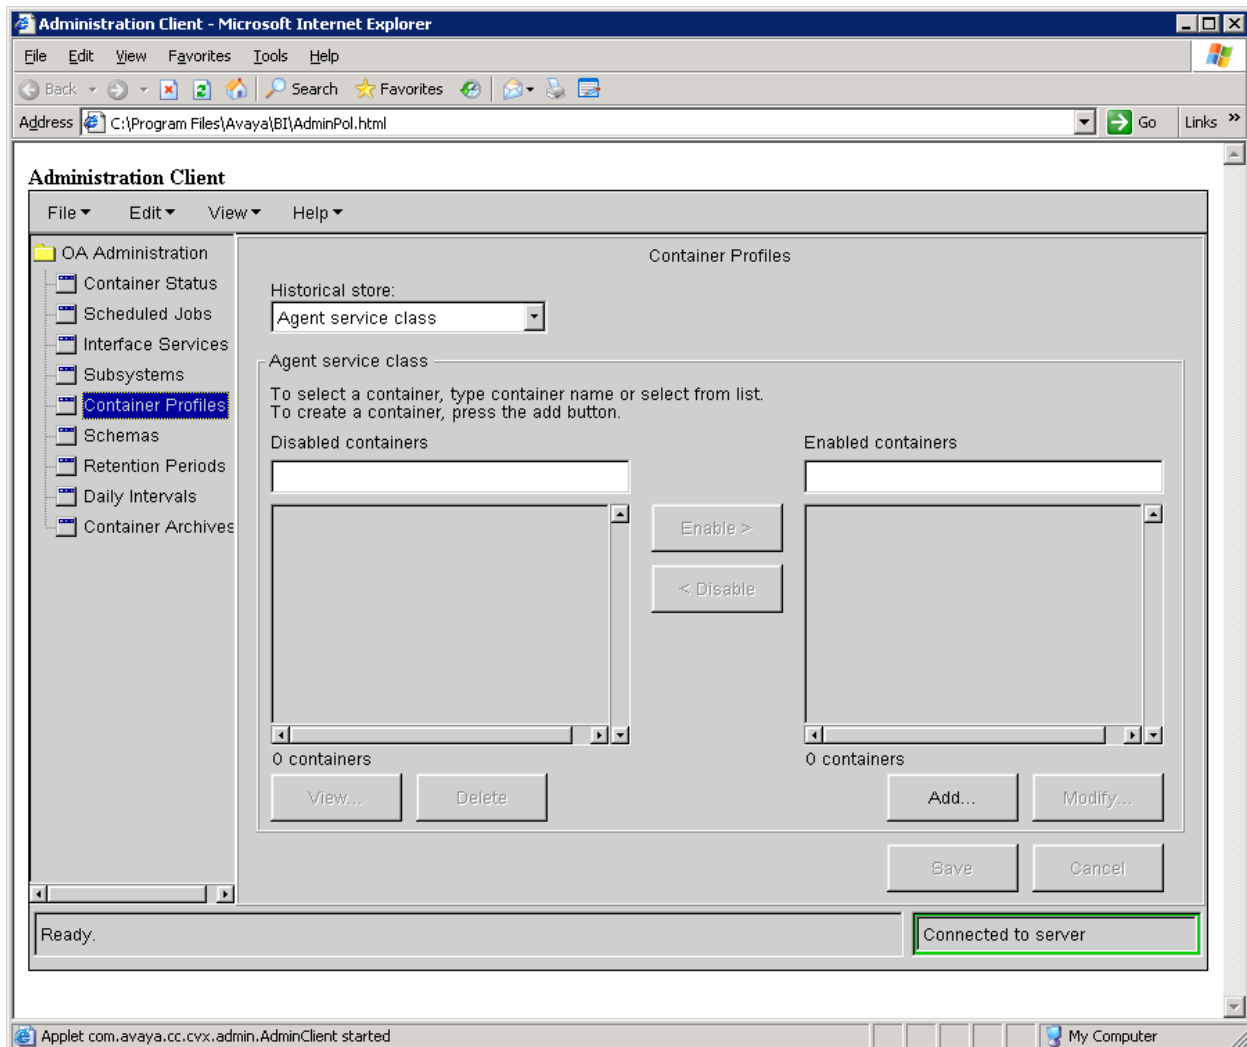 Administration Client - Microsoft Internet Explorer
File Edit View Favorites Tools Help
Back Search Favorites
Address C:\Program Files\Avaya\BI\AdminPol.html Go Links »
Administration Client
File Edit View Help
OA Administration
Container Status
Scheduled Jobs
Interface Services
Subsystems
Container Profiles
Schemas
Retention Periods
Daily Intervals
Container Archives
Container Profiles
Historical store:
Agent service class
Agent service class
To select a container, type container name or select from list.
To create a container, press the add button.
Disabled containers
Enabled containers
Enable >
< Disable
0 containers
0 containers
View... Delete
Add... Modify...
Save Cancel
Ready.
Connected to server
Applet com.avaya.cc.cvx.admin.AdminClient started
My Computer